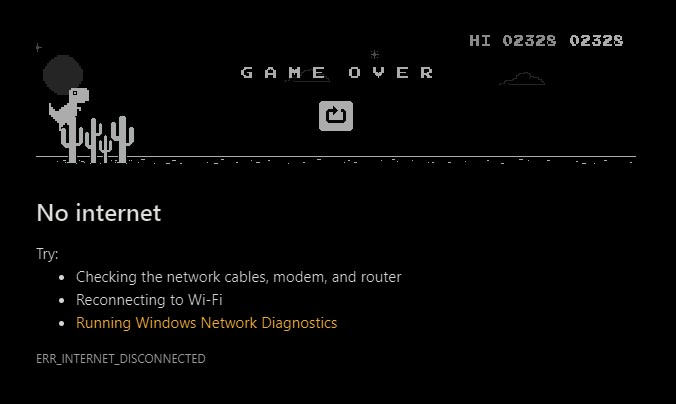 HI 02328 02328
GAME OVER
No internet
Try:
• Checking the network cables, modem, and router
• Reconnecting to Wi-Fi
• Running Windows Network Diagnostics
ERR_INTERNET_DISCONNECTED